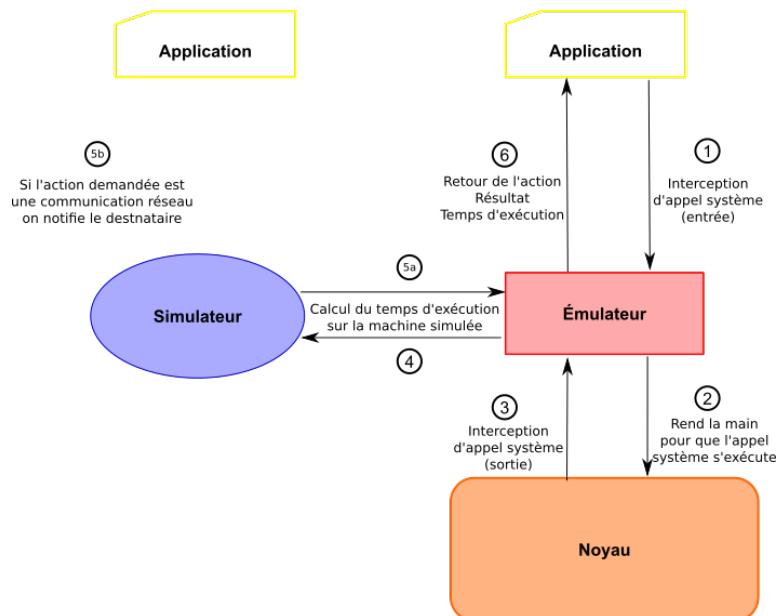 Application
Application
5b
Si l'action demandée est
une communication réseau
on notifie le destnataire
6
Retour de l'action
Résultat
Temps d'exécution
1
Interception
d'appel système
(entrée)
5a
Simulateur
Calcul du temps d'exécution
sur la machine simulée
Émulateur
4
3
Interception
d'appel système
(sortie)
2
Rend la main
pour que l'appel
système s'exécute
Noyau